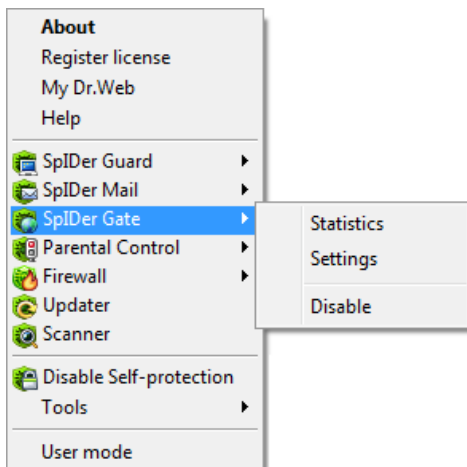 About
Register license
My Dr.Web
Help
SpIDer Guard
SpIDer Mail
SpIDer Gate
Parental Control
Firewall
Updater
Scanner
Disable Self-protection
Tools
User mode
Statistics
Settings
Disable